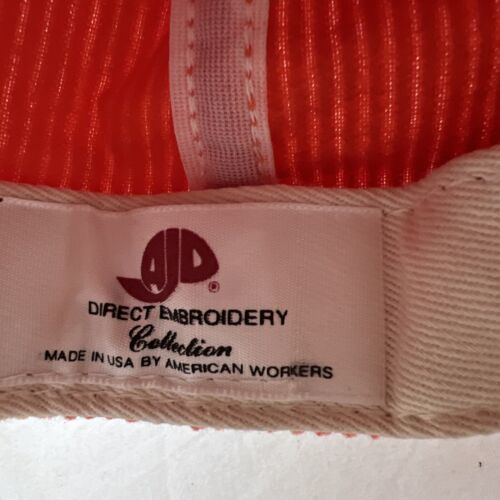 AJD®
DIRECT EMBROIDERY
Collection
MADE IN USA BY AMERICAN WORKERS